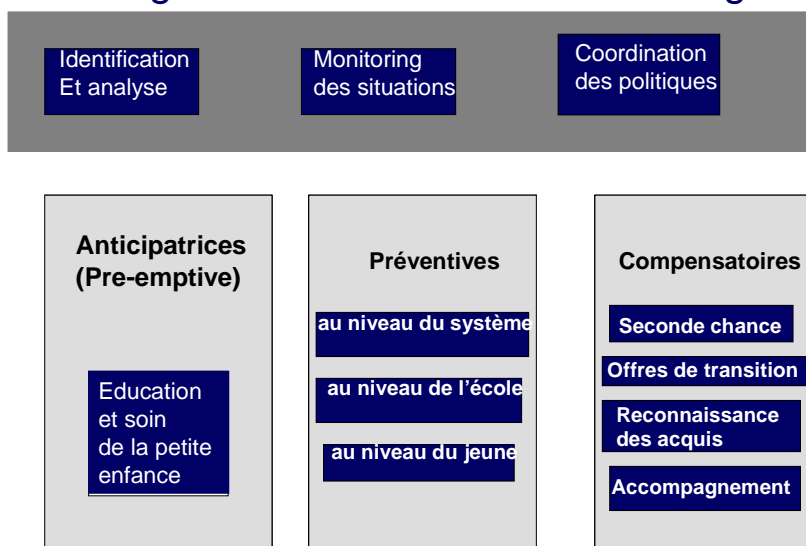 Identification
Et analyse
Monitoring
des situations
Coordination
des politiques
Anticipatrices
(Pre-emptive)
Education
et soin
de la petite
enfance
Préventives
au niveau du système
au niveau de l'école
au niveau du jeune
Compensatoires
Seconde chance
Offres de transition
Reconnaissance
des acquis
Accompagnement